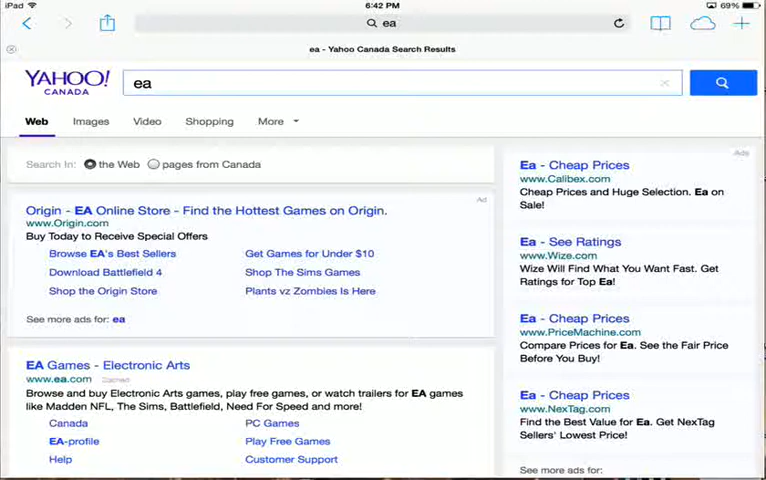 iPad 6:42 PM 69%
ea
ea - Yahoo Canada Search Results
YAHOO!
CANADA
ea
Web Images Video Shopping More
Search In: the Web pages from Canada
Ad
Origin - EA Online Store - Find the Hottest Games on Origin.
www.Origin.com
Buy Today to Receive Special Offers
Browse EA's Best Sellers Get Games for Under $10
Download Battlefield 4 Shop The Sims Games
Shop the Origin Store Plants vz Zombies Is Here
See more ads for: ea
EA Games - Electronic Arts
www.ea.com Cached
Browse and buy Electronic Arts games, play free games, or watch trailers for EA games
like Madden NFL, The Sims, Battlefield, Need For Speed and more!
Canada PC Games
EA-profile Play Free Games
Help Customer Support
Ads
Ea - Cheap Prices
www.Calibex.com
Cheap Prices and Huge Selection. Ea on
Sale!
Ea - See Ratings
www.Wize.com
Wize Will Find What You Want Fast. Get
Ratings for Top Ea!
Ea - Cheap Prices
www.PriceMachine.com
Compare Prices for Ea. See the Fair Price
Before You Buy!
Ea - Cheap Prices
www.NexTag.com
Find the Best Value for Ea. Get NexTag
Sellers' Lowest Price!
See more ads for: